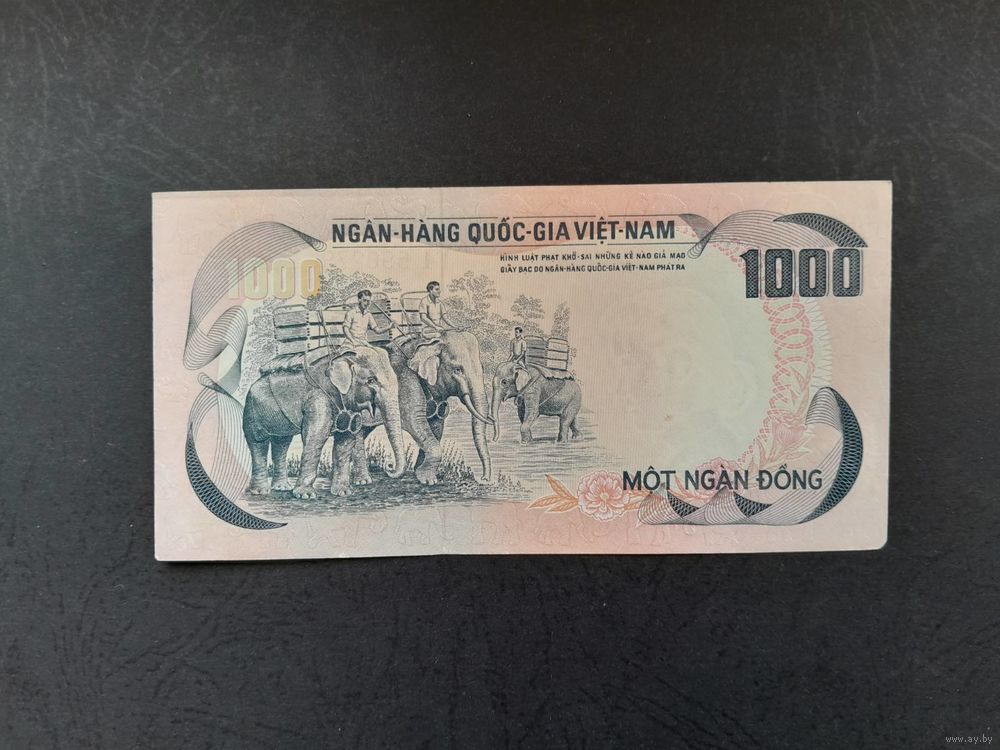 NGÂN-HÀNG QUỐC-GIA VIỆT-NAM
HÌNH LUẬT PHẠT KHỔ-SAI NHỮNG KẺ NÀO GIẢ MẠO
GIẤY BẠC DO NGÂN-HÀNG QUỐC-GIA VIỆT-NAM PHÁT RA
1000
1000
MỘT NGÀN ĐỒNG
www.ay.by